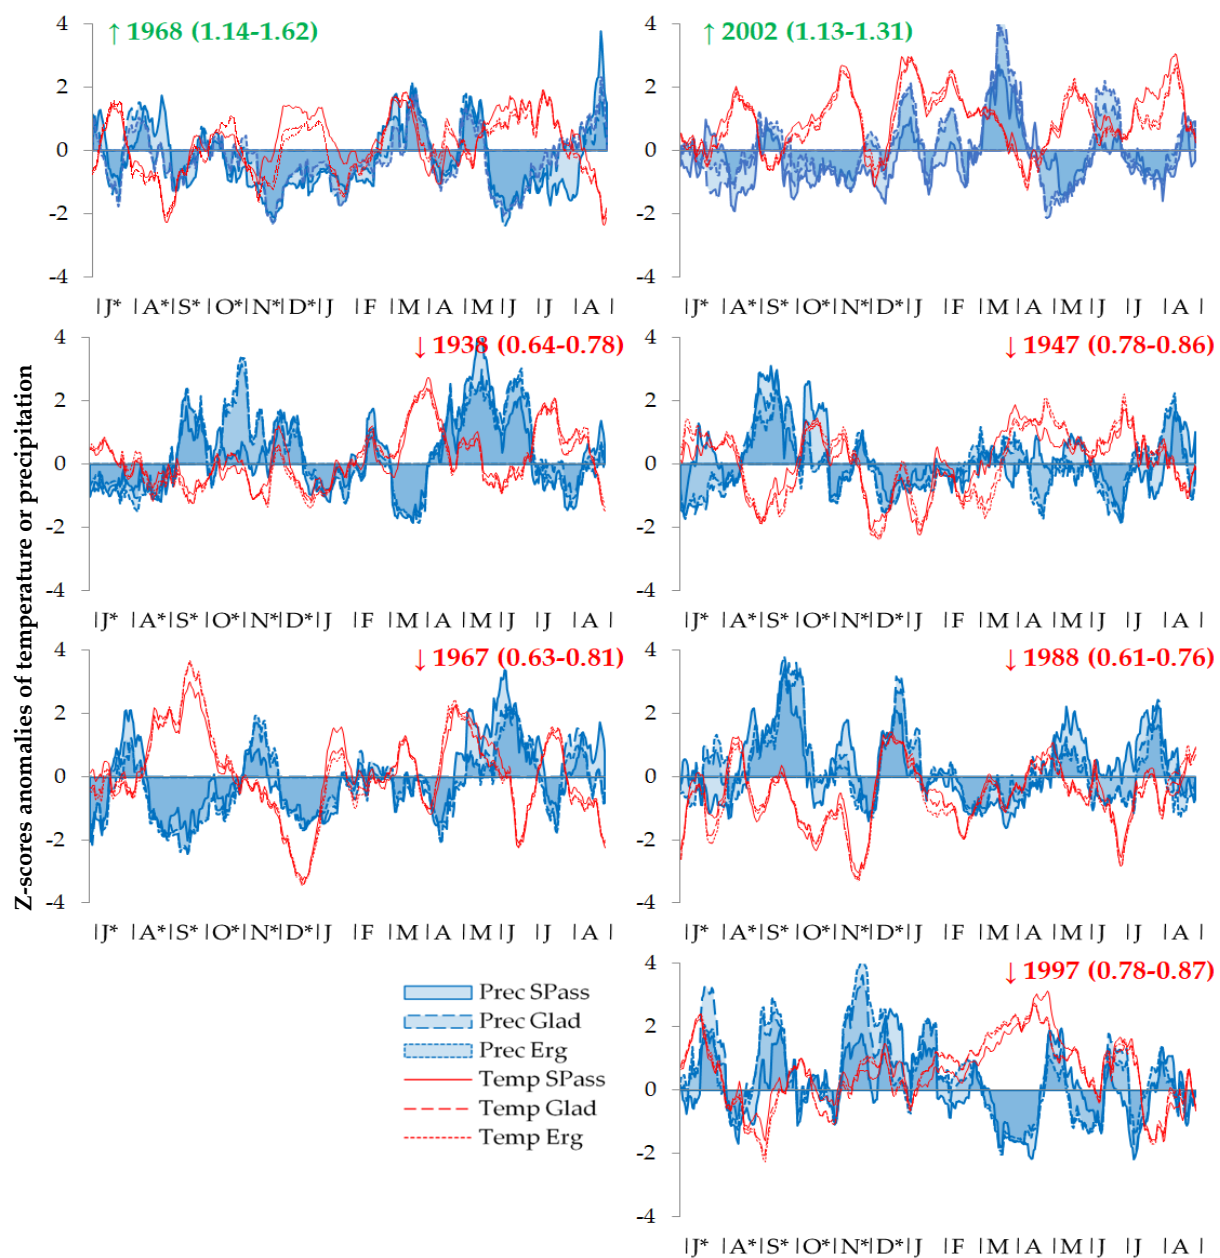 Z-scores anomalies of temperature or precipitation
↑ 1968 (1.14-1.62)
4
2
0
-2
-4
|J* |A*|S* |O*|N*|D*|J |F |M |A |M |J |J |A
↑ 2002 (1.13-1.31)
4
2
0
-2
-4
|J* |A*|S* |O*|N*|D*|J |F |M |A |M |J |J |A
↓ 1938 (0.64-0.78)
4
2
0
-2
-4
|J* |A*|S* |O*|N*|D*|J |F |M |A |M |J |J |A
↓ 1947 (0.78-0.86)
4
2
0
-2
-4
|J* |A*|S* |O*|N*|D*|J |F |M |A |M |J |J |A
↓ 1967 (0.63-0.81)
4
2
0
-2
-4
|J* |A*|S* |O*|N*|D*|J |F |M |A |M |J |J |A
↓ 1988 (0.61-0.76)
4
2
0
-2
-4
|J* |A*|S* |O*|N*|D*|J |F |M |A |M |J |J |A
Prec SPass
Prec Glad
Prec Erg
Temp SPass
Temp Glad
Temp Erg
↓ 1997 (0.78-0.87)
4
2
0
-2
-4
|J* |A*|S* |O*|N*|D*|J |F |M |A |M |J |J |A